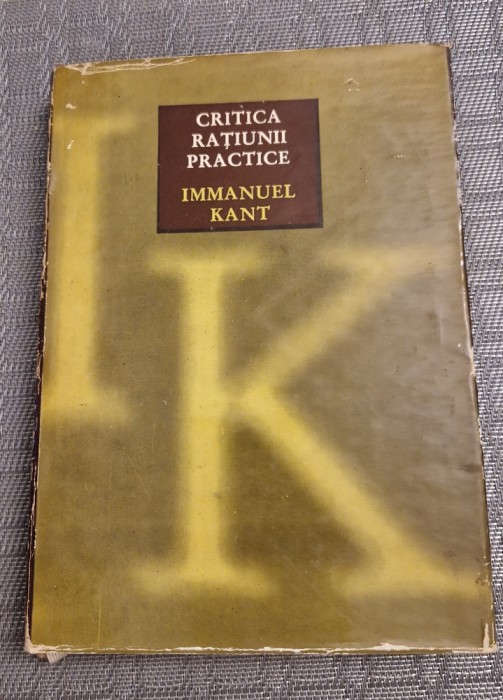 CRITICA
RAȚIUNII
PRACTICE
IMMANUEL
KANT
I
K